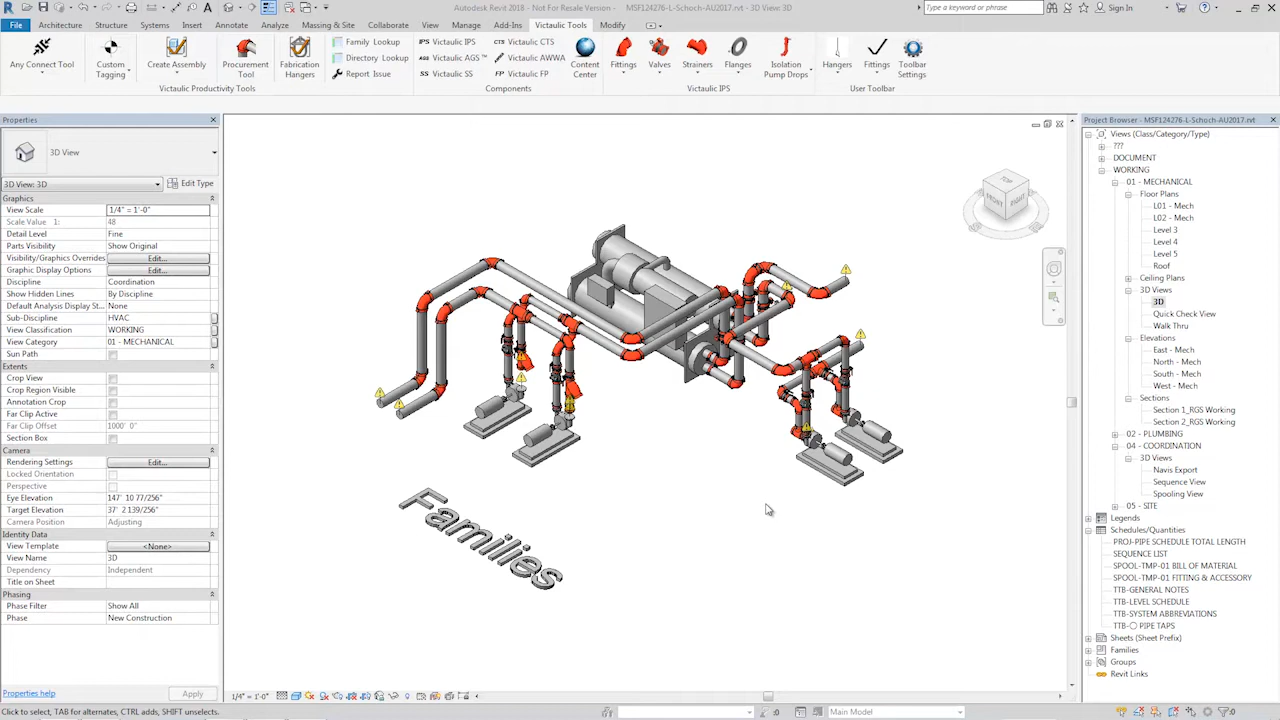 Autodesk Revit 2018 - Not For Resale Version - MSF124276-L-Schoch-AU2017.rvt - 3D View: 3D
Type a keyword or phrase
Sign In
File Architecture Structure Systems Insert Annotate Analyze Massing & Site Collaborate View Manage Add-Ins Victaulic Tools Modify
Any Connect Tool
Custom Tagging
Create Assembly
Procurement Tool
Fabrication Hangers
Family Lookup
Directory Lookup
Report Issue
Victaulic Productivity Tools
IPS Victaulic IPS
AGS Victaulic AGS™
SS Victaulic SS
CTS Victaulic CTS
Victaulic AWWA
FP Victaulic FP
Content Center
Components
Fittings
Valves
Strainers
Flanges
Isolation Pump Drops
Victaulic IPS
Hangers
Fittings
Toolbar Settings
User Toolbar
Properties
3D View
3D View: 3D
Edit Type
Graphics
View Scale 1/4" = 1'-0"
Scale Value 1: 48
Detail Level Fine
Parts Visibility Show Original
Visibility/Graphics Overrides Edit...
Graphic Display Options Edit...
Discipline Coordination
Show Hidden Lines By Discipline
Default Analysis Display St... None
Sub-Discipline HVAC
View Classification WORKING
View Category 01 - MECHANICAL
Sun Path
Extents
Crop View
Crop Region Visible
Annotation Crop
Far Clip Active
Far Clip Offset 1000' 0"
Section Box
Camera
Rendering Settings Edit...
Locked Orientation
Perspective
Eye Elevation 147' 10 77/256"
Target Elevation 37' 2 139/256"
Camera Position Adjusting
Identity Data
View Template <None>
View Name 3D
Dependency Independent
Title on Sheet
Phasing
Phase Filter Show All
Phase New Construction
Properties help
Apply
TOP
FRONT
RIGHT
Families
1/4" = 1'-0"
Project Browser - MSF124276-L-Schoch-AU2017.rvt
Views (Class/Category/Type)
???
DOCUMENT
WORKING
01 - MECHANICAL
Floor Plans
L01 - Mech
L02 - Mech
Level 3
Level 4
Level 5
Roof
Ceiling Plans
3D Views
3D
Quick Check View
Walk Thru
Elevations
East - Mech
North - Mech
South - Mech
West - Mech
Sections
Section 1_RGS Working
Section 2_RGS Working
02 - PLUMBING
04 - COORDINATION
3D Views
Navis Export
Sequence View
Spooling View
05 - SITE
Legends
Schedules/Quantities
PROJ-PIPE SCHEDULE TOTAL LENGTH
SEQUENCE LIST
SPOOL-TMP-01 BILL OF MATERIAL
SPOOL-TMP-01 FITTING & ACCESSORY
TTB-GENERAL NOTES
TTB-LEVEL SCHEDULE
TTB-SYSTEM ABBREVIATIONS
TTB-◯ PIPE TAPS
Sheets (Sheet Prefix)
Families
Groups
Revit Links
Click to select, TAB for alternates, CTRL adds, SHIFT unselects.
:0
Main Model
:0